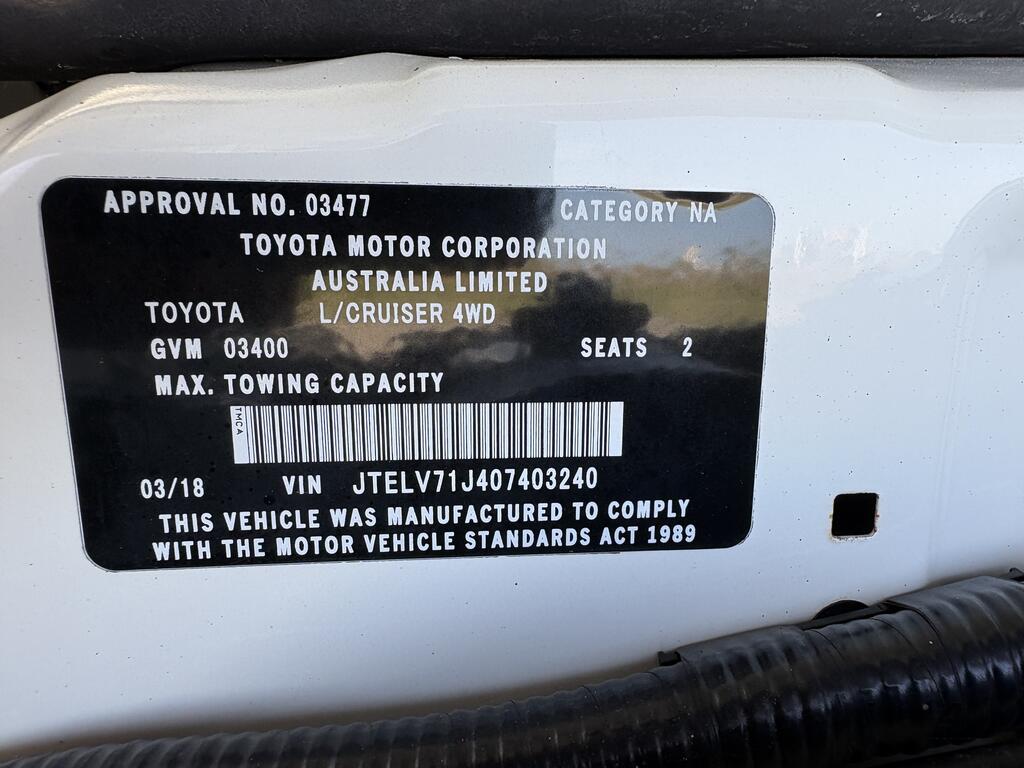 APPROVAL NO. 03477 CATEGORY NA
TOYOTA MOTOR CORPORATION
AUSTRALIA LIMITED
TOYOTA L/CRUISER 4WD
GVM 03400 SEATS 2
MAX. TOWING CAPACITY
TMCA
03/18 VIN JTELV71J407403240
THIS VEHICLE WAS MANUFACTURED TO COMPLY
WITH THE MOTOR VEHICLE STANDARDS ACT 1989